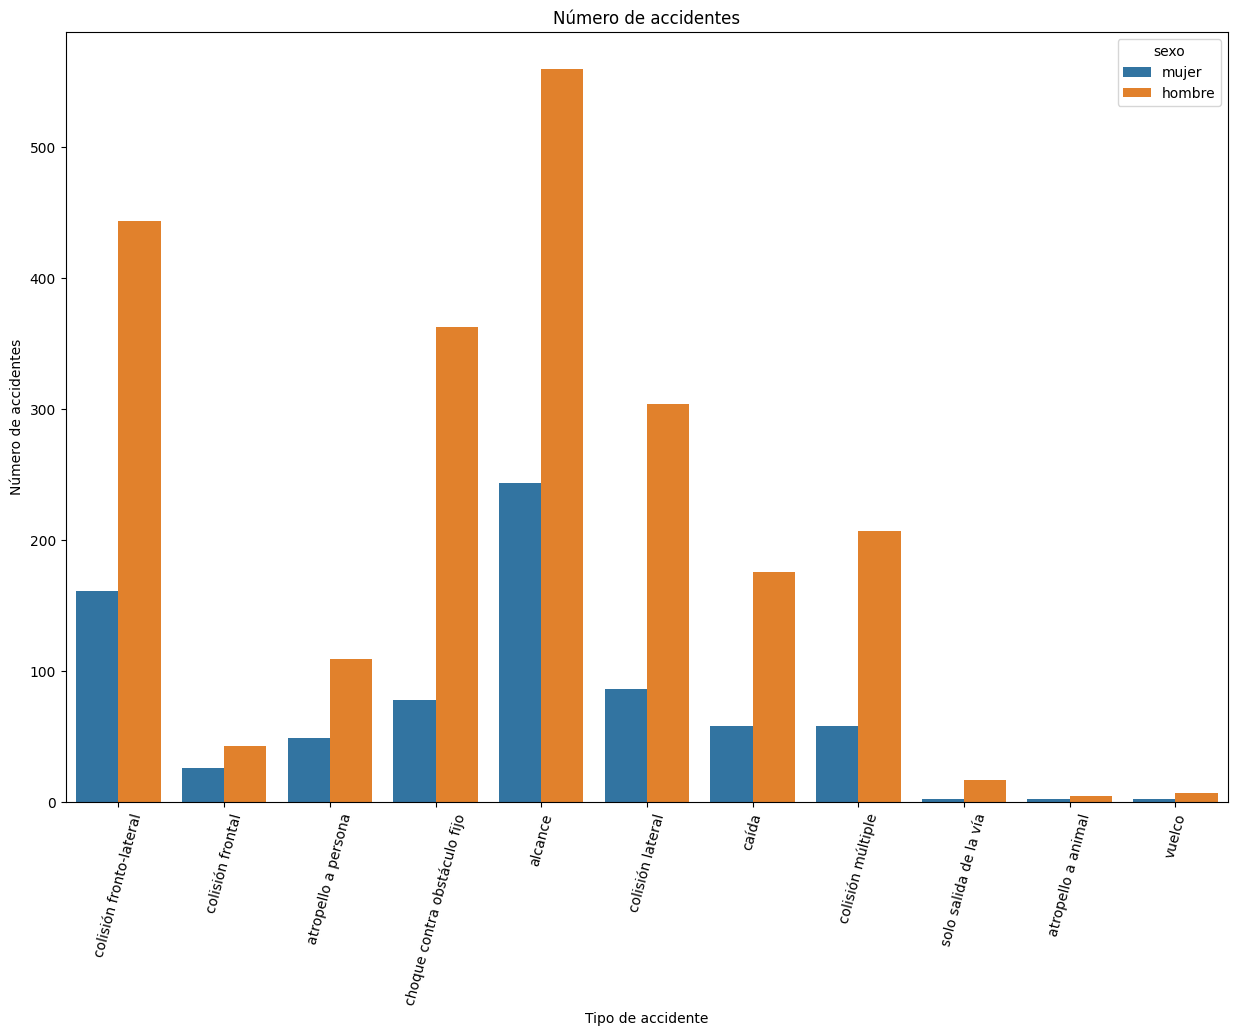 Número de accidentes
sexo
mujer
hombre
Número de accidentes
500
400
300
200
100
0
colisión fronto-lateral
colisión frontal
atropello a persona
choque contra obstáculo fijo
alcance
colisión lateral
caída
colisión múltiple
solo salida de la vía
atropello a animal
vuelco
Tipo de accidente